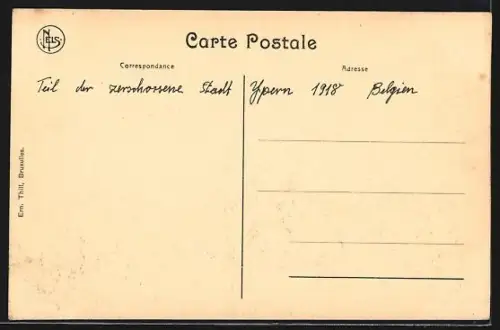 NELS
Carte Postale
Correspondance
Adresse
Teil der zerschossene Stadt Ypern 1918 Belgien
Ern. Thill, Bruxelles.